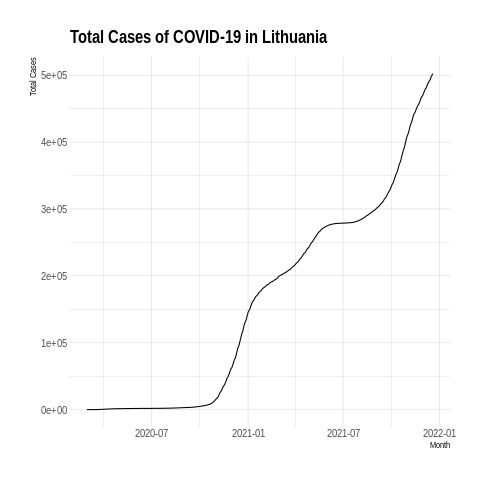 Total Cases of COVID-19 in Lithuania
Total Cases
5e+05
4e+05
3e+05
2e+05
1e+05
0e+00
2020-07
2021-01
2021-07
2022-01
Month